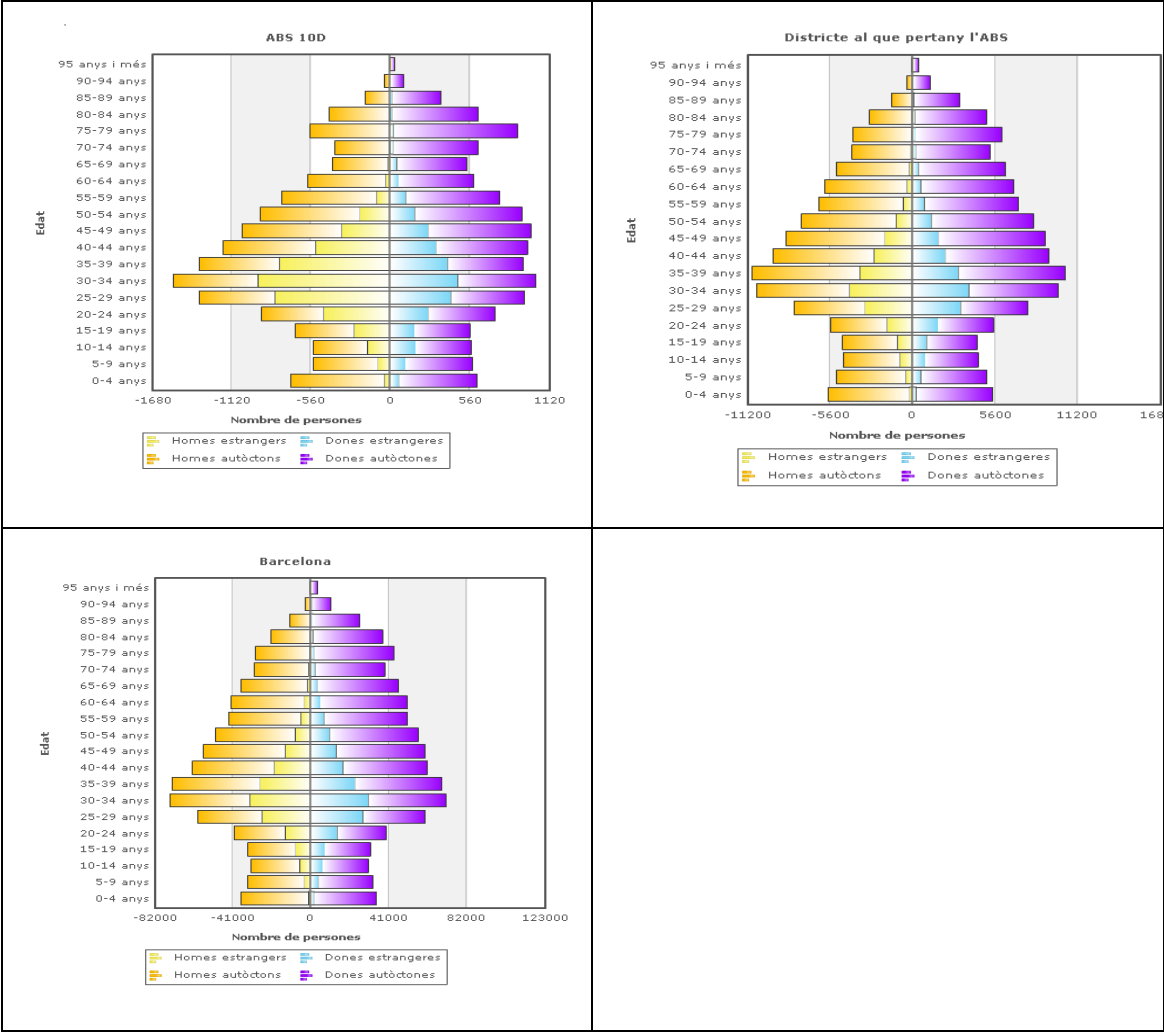 ABS 10D
95 anys i més
90-94 anys
85-89 anys
80-84 anys
75-79 anys
70-74 anys
65-69 anys
60-64 anys
55-59 anys
50-54 anys
45-49 anys
40-44 anys
35-39 anys
30-34 anys
25-29 anys
20-24 anys
15-19 anys
10-14 anys
5-9 anys
0-4 anys
Edat
-1680 -1120 -560 0 560 1120
Nombre de persones
Homes estrangers Dones estrangeres
Homes autòctons Dones autòctones
Districte al que pertany l'ABS
95 anys i més
90-94 anys
85-89 anys
80-84 anys
75-79 anys
70-74 anys
65-69 anys
60-64 anys
55-59 anys
50-54 anys
45-49 anys
40-44 anys
35-39 anys
30-34 anys
25-29 anys
20-24 anys
15-19 anys
10-14 anys
5-9 anys
0-4 anys
Edat
-11200 -5600 0 5600 11200 168
Nombre de persones
Homes estrangers Dones estrangeres
Homes autòctons Dones autòctones
Barcelona
95 anys i més
90-94 anys
85-89 anys
80-84 anys
75-79 anys
70-74 anys
65-69 anys
60-64 anys
55-59 anys
50-54 anys
45-49 anys
40-44 anys
35-39 anys
30-34 anys
25-29 anys
20-24 anys
15-19 anys
10-14 anys
5-9 anys
0-4 anys
Edat
-82000 -41000 0 41000 82000 123000
Nombre de persones
Homes estrangers Dones estrangeres
Homes autòctons Dones autòctones